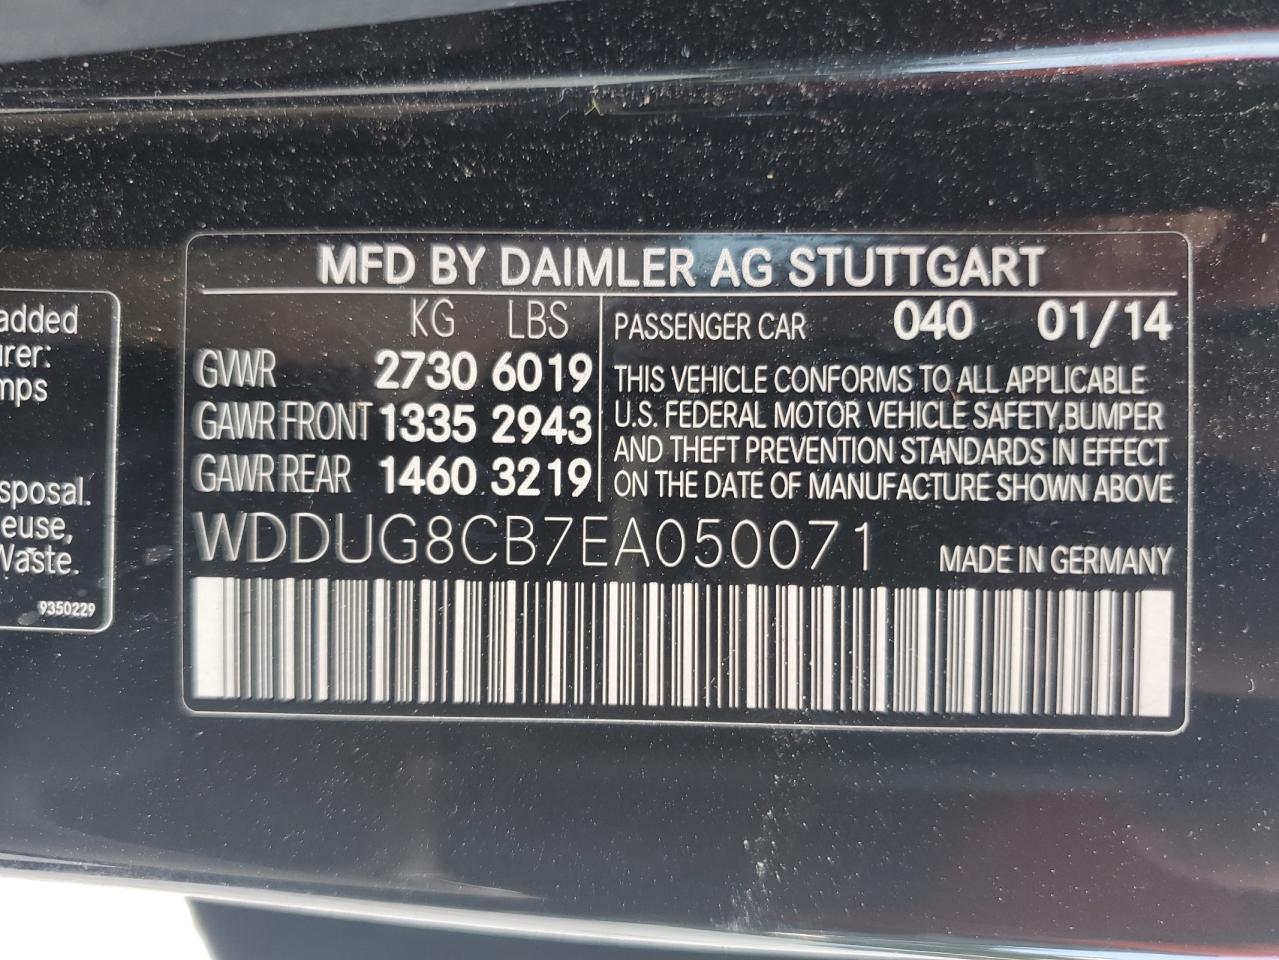 added
urer:
mps
sposal.
euse,
Waste.
9350229
MFD BY DAIMLER AG STUTTGART
KG LBS
GVWR 2730 6019
GAWR FRONT 1335 2943
GAWR REAR 1460 3219
PASSENGER CAR 040 01/14
THIS VEHICLE CONFORMS TO ALL APPLICABLE
U.S. FEDERAL MOTOR VEHICLE SAFETY,BUMPER
AND THEFT PREVENTION STANDARDS IN EFFECT
ON THE DATE OF MANUFACTURE SHOWN ABOVE
WDDUG8CB7EA050071
MADE IN GERMANY